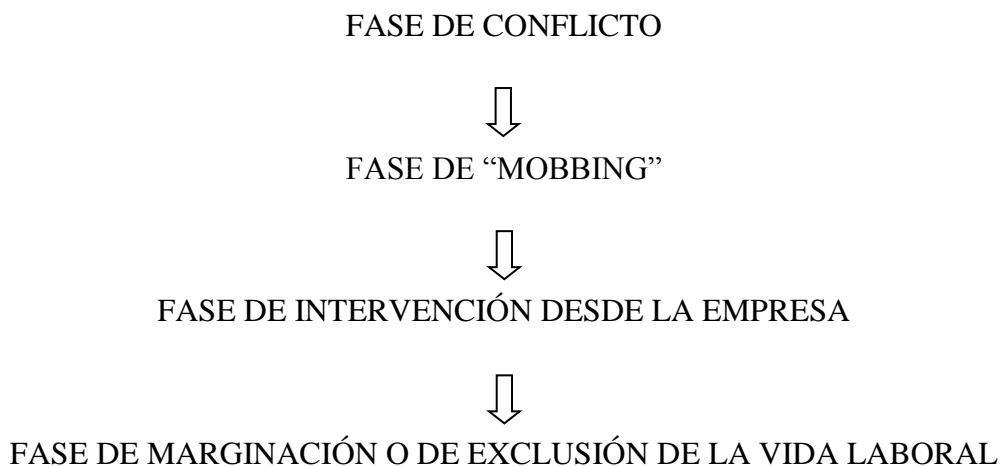 FASE DE CONFLICTO
FASE DE “MOBBING”
FASE DE INTERVENCIÓN DESDE LA EMPRESA
FASE DE MARGINACIÓN O DE EXCLUSIÓN DE LA VIDA LABORAL